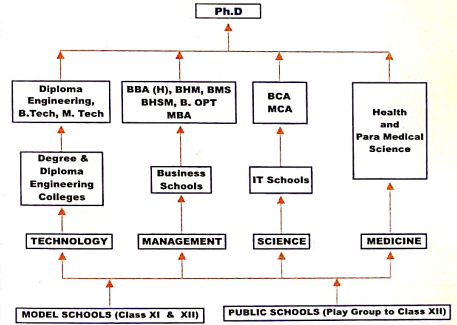 Ph.D
Diploma
Engineering,
B.Tech, M. Tech
BBA (H), BHM, BMS
BHSM, B. OPT
MBA
BCA
MCA
Health
and
Para Medical
Science
Degree &
Diploma
Engineering
Colleges
Business
Schools
IT Schools
TECHNOLOGY
MANAGEMENT
SCIENCE
MEDICINE
MODEL SCHOOLS (Class XI & XII)
PUBLIC SCHOOLS (Play Group to Class XII)